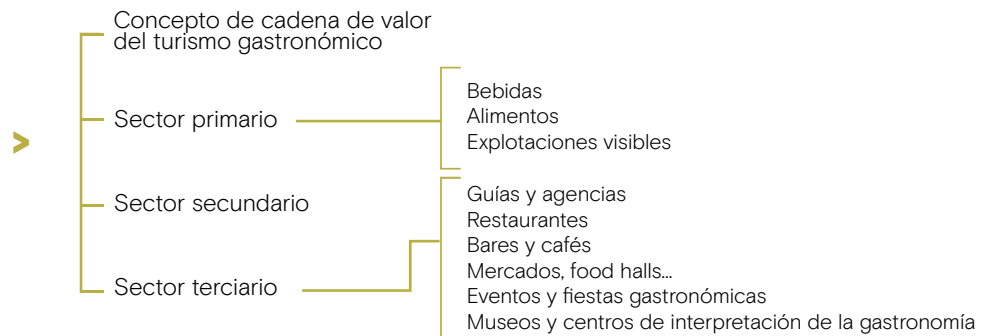 Concepto de cadena de valor
del turismo gastronómico
Sector primario
Bebidas
Alimentos
Explotaciones visibles
Sector secundario
Sector terciario
Guías y agencias
Restaurantes
Bares y cafés
Mercados, food halls...
Eventos y fiestas gastronómicas
Museos y centros de interpretación de la gastronomía